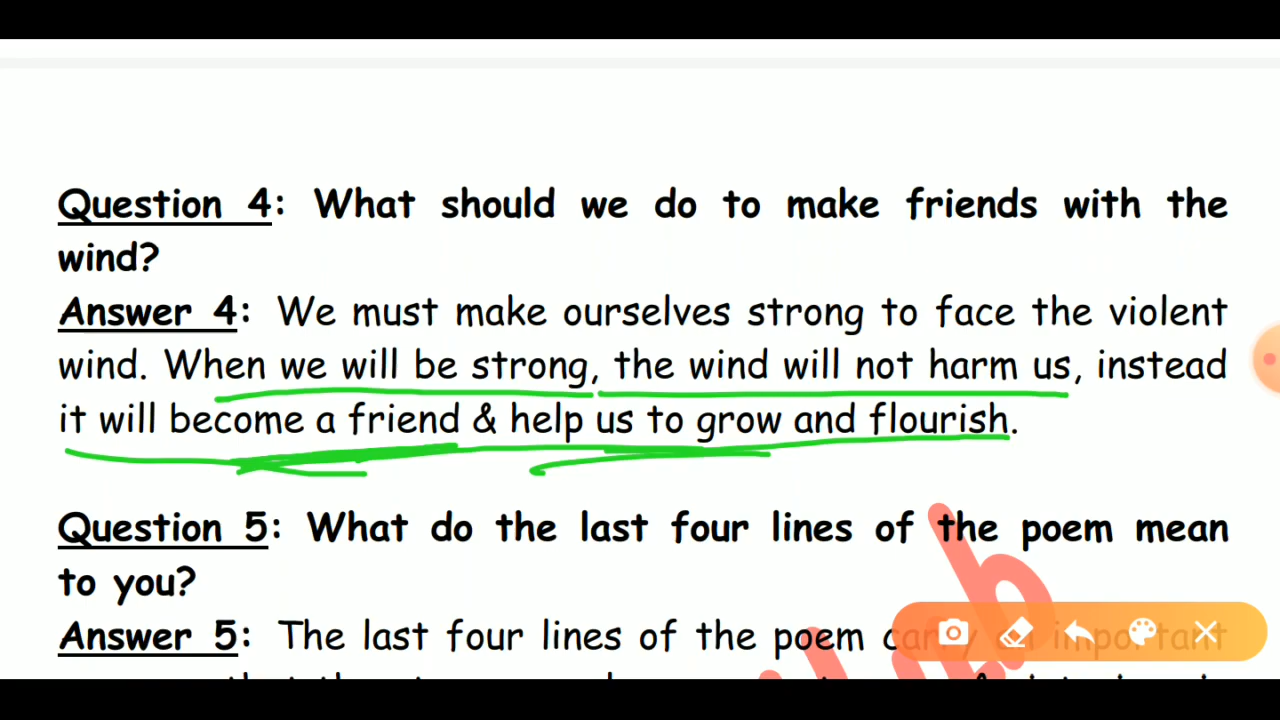 Question 4: What should we do to make friends with the
wind?
Answer 4: We must make ourselves strong to face the violent
wind. When we will be strong, the wind will not harm us, instead
it will become a friend & help us to grow and flourish.
Question 5: What do the last four lines of the poem mean
to you?
Answer 5: The last four lines of the poem carry an important